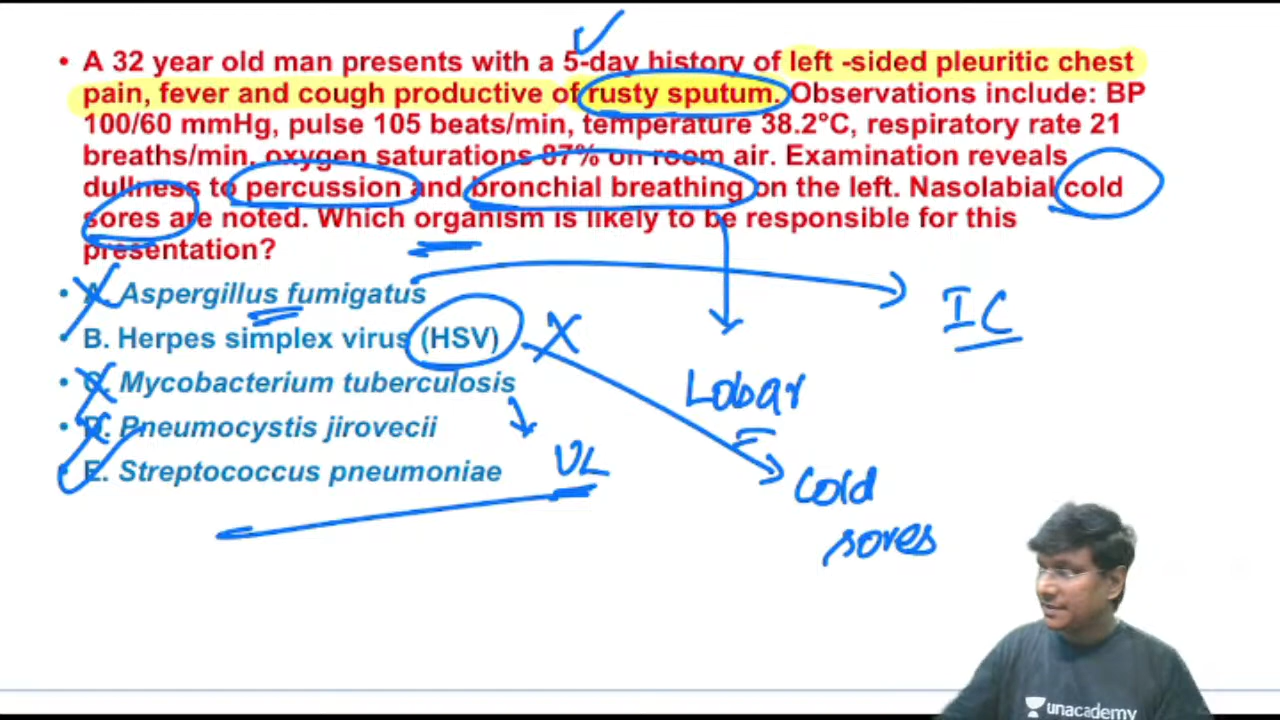 • A 32 year old man presents with a 5-day history of left -sided pleuritic chest
pain, fever and cough productive of rusty sputum. Observations include: BP
100/60 mmHg, pulse 105 beats/min, temperature 38.2°C, respiratory rate 21
breaths/min, oxygen saturations 87% on room air. Examination reveals
dullness to percussion and bronchial breathing on the left. Nasolabial cold
sores are noted. Which organism is likely to be responsible for this
presentation?
• A. Aspergillus fumigatus
IC
• B. Herpes simplex virus (HSV)
• C. Mycobacterium tuberculosis
Lobar
• D. Pneumocystis jirovecii
• E. Streptococcus pneumoniae
UL
cold
sores
unacademy